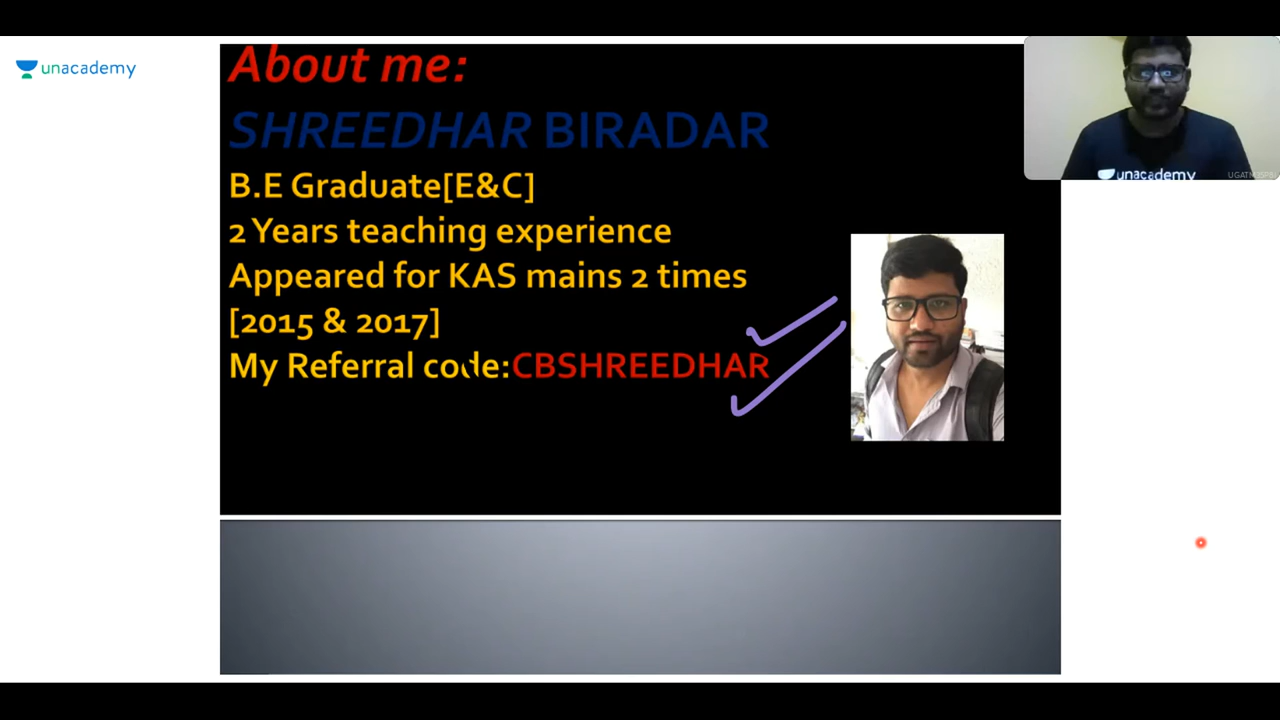 unacademy
About me:
SHREEDHAR BIRADAR
B.E Graduate[E&C]
2 Years teaching experience
Appeared for KAS mains 2 times
[2015 & 2017]
My Referral code:CBSHREEDHAR
unacademy